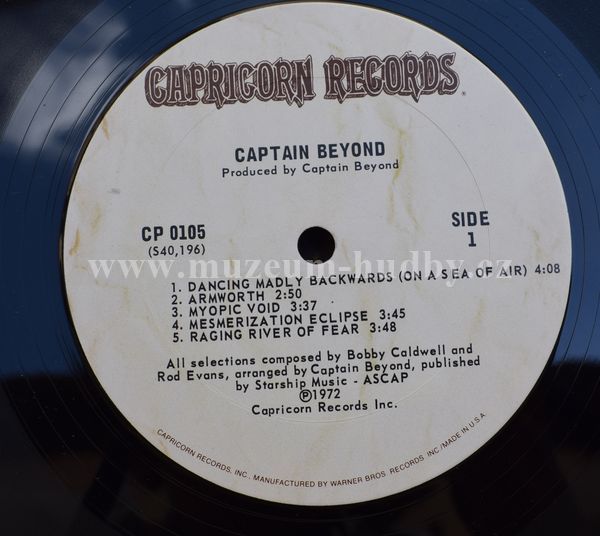 CAPRICORN RECORDS®
CAPTAIN BEYOND
Produced by Captain Beyond
CP 0105
(S40,196)
SIDE
1
www.muzeum-hudby.cz
1. DANCING MADLY BACKWARDS (ON A SEA OF AIR) 4:08
2. ARMWORTH 2:50
3. MYOPIC VOID 3:37
4. MESMERIZATION ECLIPSE 3:45
5. RAGING RIVER OF FEAR 3:48
All selections composed by Bobby Caldwell and
Rod Evans, arranged by Captain Beyond, published
by Starship Music - ASCAP
℗1972
Capricorn Records Inc.
CAPRICORN RECORDS, INC., MANUFACTURED BY WARNER BROS. RECORDS, INC./MADE IN U.S.A.